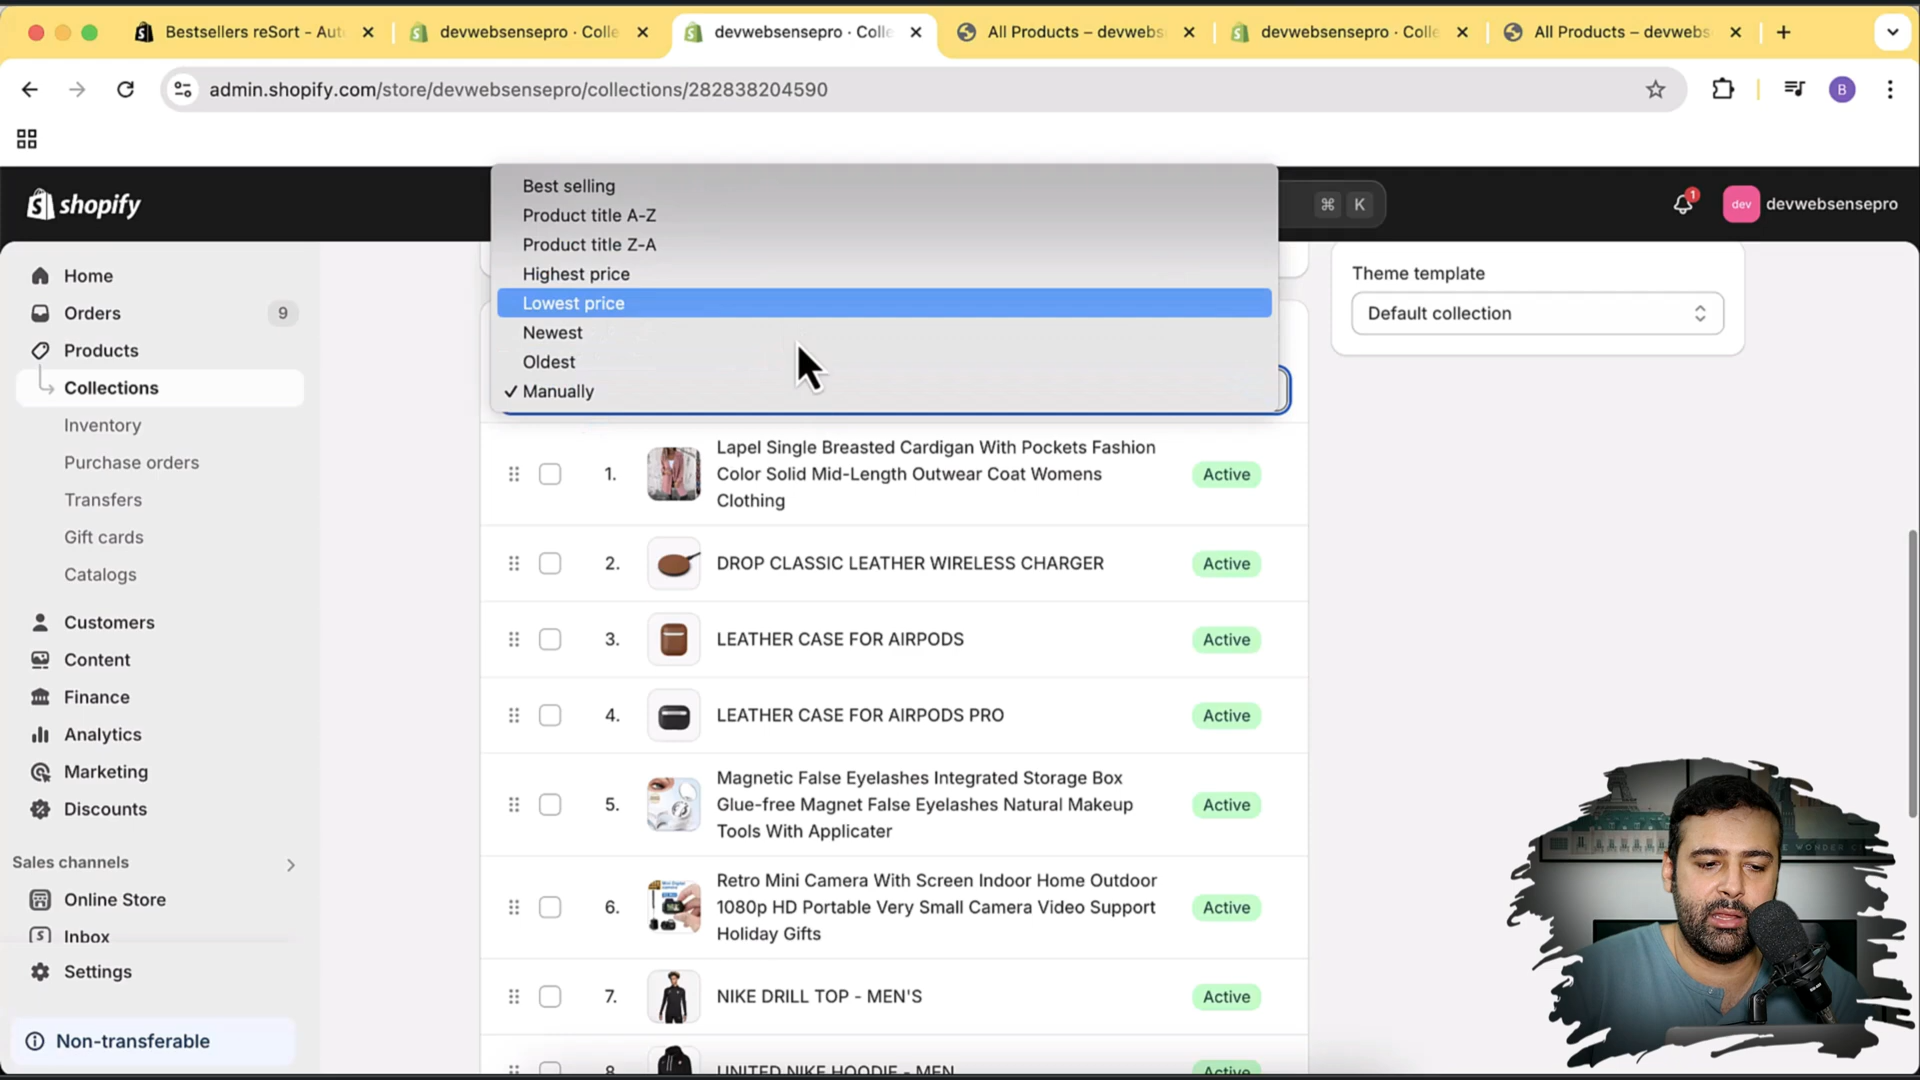 Bestsellers reSort - Aut
devwebsensepro · Colle
devwebsensepro · Colle
All Products – devwebs
devwebsensepro · Colle
All Products – devwebs
admin.shopify.com/store/devwebsensepro/collections/282838204590
B
shopify
⌘ K
1
dev
devwebsensepro
Best selling
Product title A-Z
Product title Z-A
Highest price
Lowest price
Newest
Oldest
✓ Manually
Home
Orders
9
Products
Collections
Inventory
Purchase orders
Transfers
Gift cards
Catalogs
Customers
Content
Finance
Analytics
Marketing
Discounts
Sales channels
Online Store
Inbox
Settings
Non-transferable
Theme template
Default collection
1.
Lapel Single Breasted Cardigan With Pockets Fashion
Color Solid Mid-Length Outwear Coat Womens
Clothing
Active
2.
DROP CLASSIC LEATHER WIRELESS CHARGER
Active
3.
LEATHER CASE FOR AIRPODS
Active
4.
LEATHER CASE FOR AIRPODS PRO
Active
5.
Magnetic False Eyelashes Integrated Storage Box
Glue-free Magnet False Eyelashes Natural Makeup
Tools With Applicater
Active
6.
Retro Mini Camera With Screen Indoor Home Outdoor
1080p HD Portable Very Small Camera Video Support
Holiday Gifts
Active
7.
NIKE DRILL TOP - MEN'S
Active
8.
UNITED NIKE HOODIE - MEN
Active